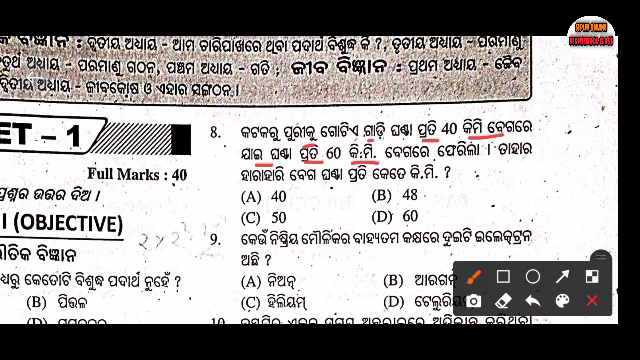 ବିଜ୍ଞାନ : ଦ୍ୱିତୀୟ ଅଧ୍ୟାୟ - ଆମ ଚାରିପାଖରେ ଥିବା ପଦାର୍ଥ ବିଶୁଦ୍ଧ କି ?, ତୃତୀୟ ଅଧ୍ୟାୟ - ପରମାଣୁ
ଚତୁର୍ଥ ଅଧ୍ୟାୟ - ପରମାଣୁ ଗଠନ, ପଞ୍ଚମ ଅଧ୍ୟାୟ - ଗତି ; ଜୀବ ବିଜ୍ଞାନ : ପ୍ରଥମ ଅଧ୍ୟାୟ - ଜୈବ
ଦ୍ୱିତୀୟ ଅଧ୍ୟାୟ - ଜୀବକୋଷ ଓ ଏହାର ସଂଗଠନ ।
ET – 1
Full Marks : 40
ପ୍ରଶ୍ନର ଉତ୍ତର ଦିଅ ।
I (OBJECTIVE)
ତିକ ବିଜ୍ଞାନ
କେତୋଟି ବିଶୁଦ୍ଧ ପଦାର୍ଥ ନୁହେଁ ?
(B) ପିତ୍ତଳ
(D)
8. କଟକରୁ ପୁରୀକୁ ଗୋଟିଏ ଗାଡ଼ି ଘଣ୍ଟା ପ୍ରତି 40 କିମି ବେଗରେ
ଯାଇ ଘଣ୍ଟା ପ୍ରତି 60 କି.ମି. ବେଗରେ ଫେରିଲା । ତାହାର
ହାରାହାରି ବେଗ ଘଣ୍ଟା ପ୍ରତି କେତେ କି.ମି. ?
(A) 40 (B) 48
(C) 50 (D) 60
9. କେଉଁ ନିଷ୍କ୍ରିୟ ମୌଳିକର ବାହ୍ୟତମ କକ୍ଷରେ ଦୁଇଟି ଇଲେକ୍ଟ୍ରନ
ଅଛି ?
(A) ନିଅନ୍ (B) ଆରଗନ୍
(C) ହିଲିୟମ୍ (D)
10.